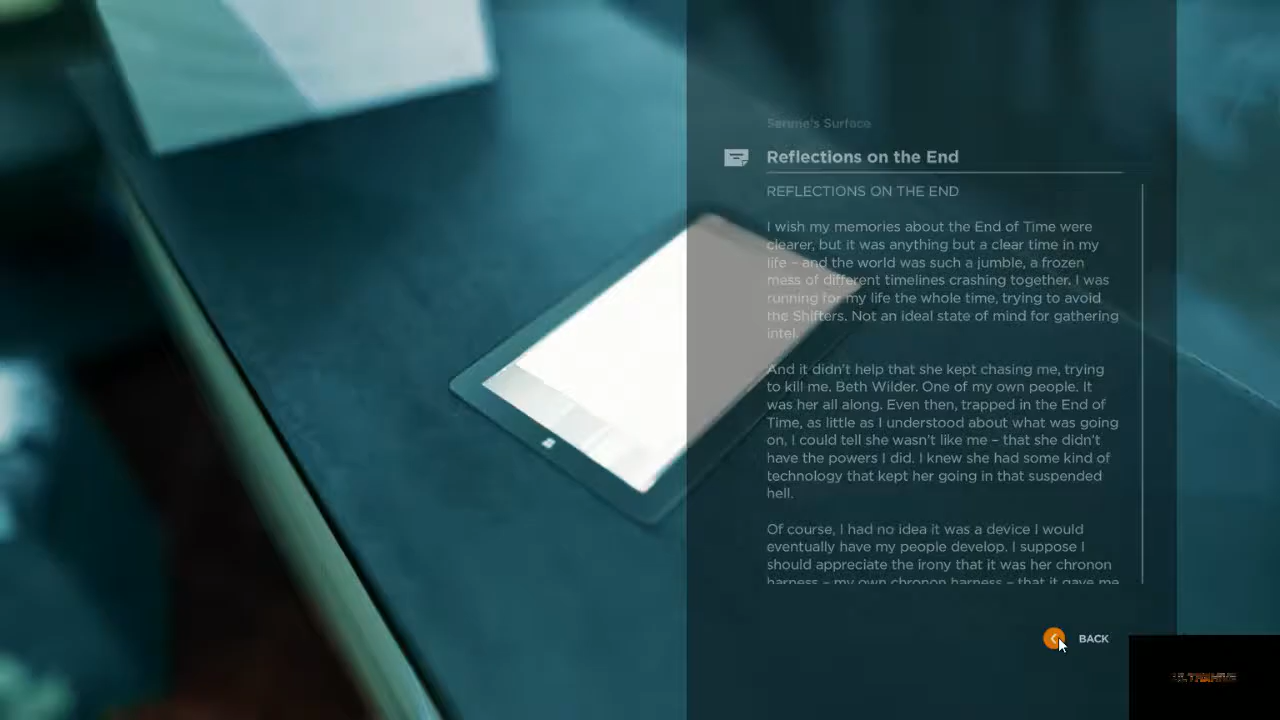 Serene's Surface
Reflections on the End
REFLECTIONS ON THE END
I wish my memories about the End of Time were
clearer, but it was anything but a clear time in my
life – and the world was such a jumble, a frozen
mess of different timelines crashing together. I was
running for my life the whole time, trying to avoid
the Shifters. Not an ideal state of mind for gathering
intel.
And it didn't help that she kept chasing me, trying
to kill me. Beth Wilder. One of my own people. It
was her all along. Even then, trapped in the End of
Time, as little as I understood about what was going
on, I could tell she wasn't like me – that she didn't
have the powers I did. I knew she had some kind of
technology that kept her going in that suspended
hell.
Of course, I had no idea it was a device I would
eventually have my people develop. I suppose I
should appreciate the irony that it was her chronon
harness – my own chronon harness – that it gave me
BACK